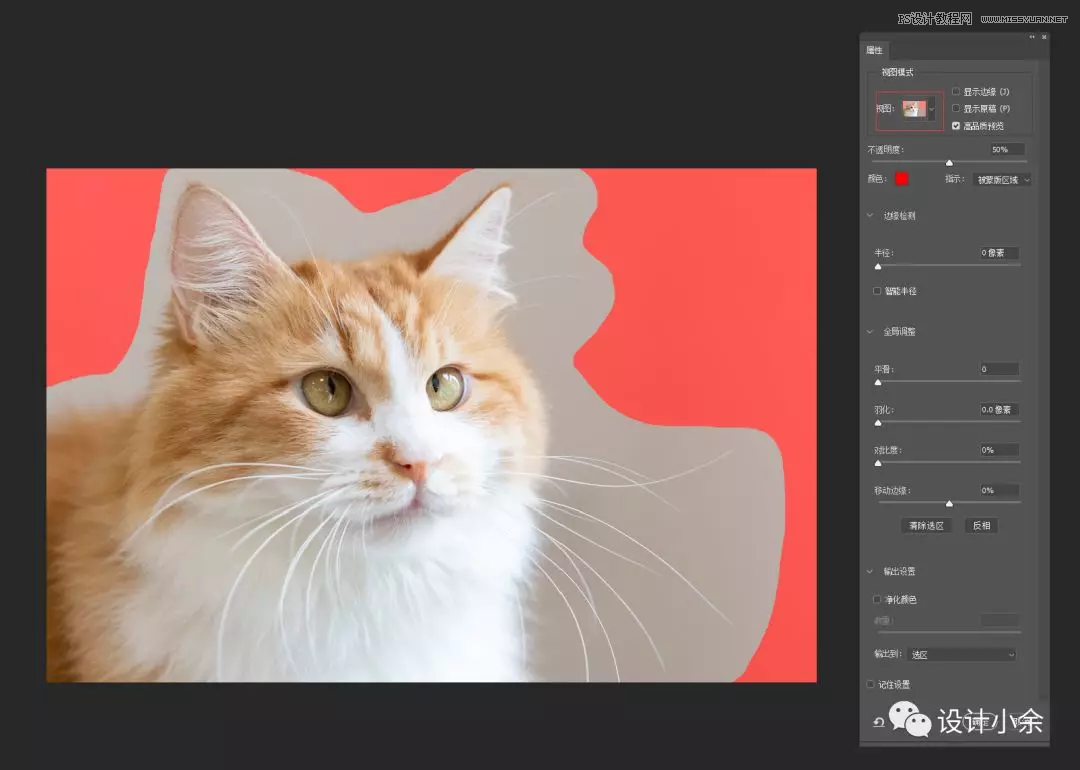 PS设计教程网 WWW.MISSYUAN.NET
属性
视图模式
视图:
显示边缘 (J)
显示原稿 (P)
高品质预览
不透明度: 50%
颜色: 指示: 被蒙版区域
边缘检测
半径: 0 像素
智能半径
全局调整
平滑: 0
羽化: 0.0 像素
对比度: 0%
移动边缘: 0%
清除选区 反相
输出设置
净化颜色
数量:
输出到: 选区
记住设置
设计小余